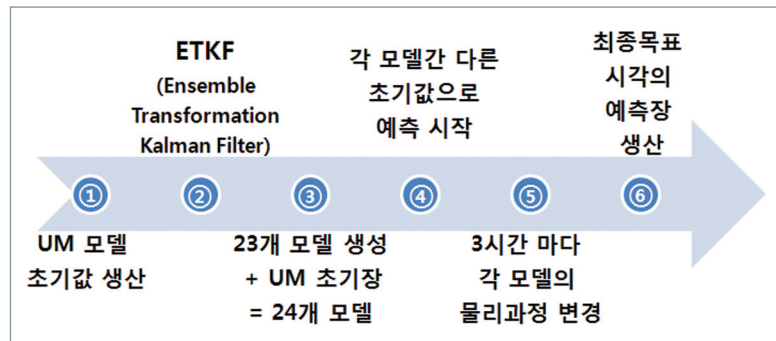 ETKF
(Ensemble
Transformation
Kalman Filter)
각 모델간 다른
초기값으로
예측 시작
최종목표
시각의
예측장
생산
① ② ③ ④ ⑤ ⑥
UM 모델
초기값 생산
23개 모델 생성
+ UM 초기장
= 24개 모델
3시간 마다
각 모델의
물리과정 변경